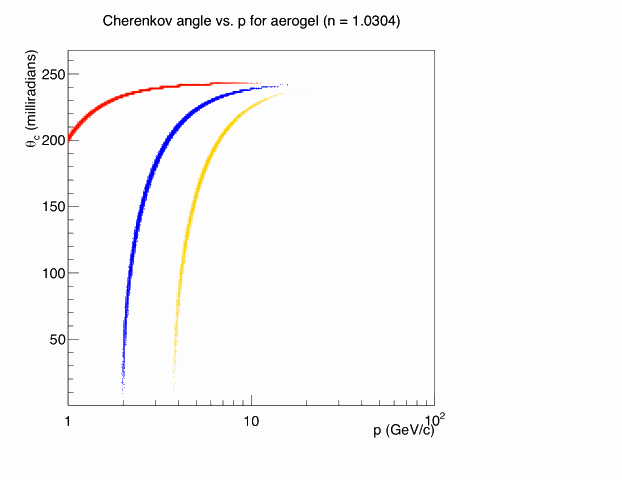 Cherenkov angle vs. p for aerogel (n = 1.0304)
θc (milliradians)
250
200
150
100
50
1
10
10²
p (GeV/c)